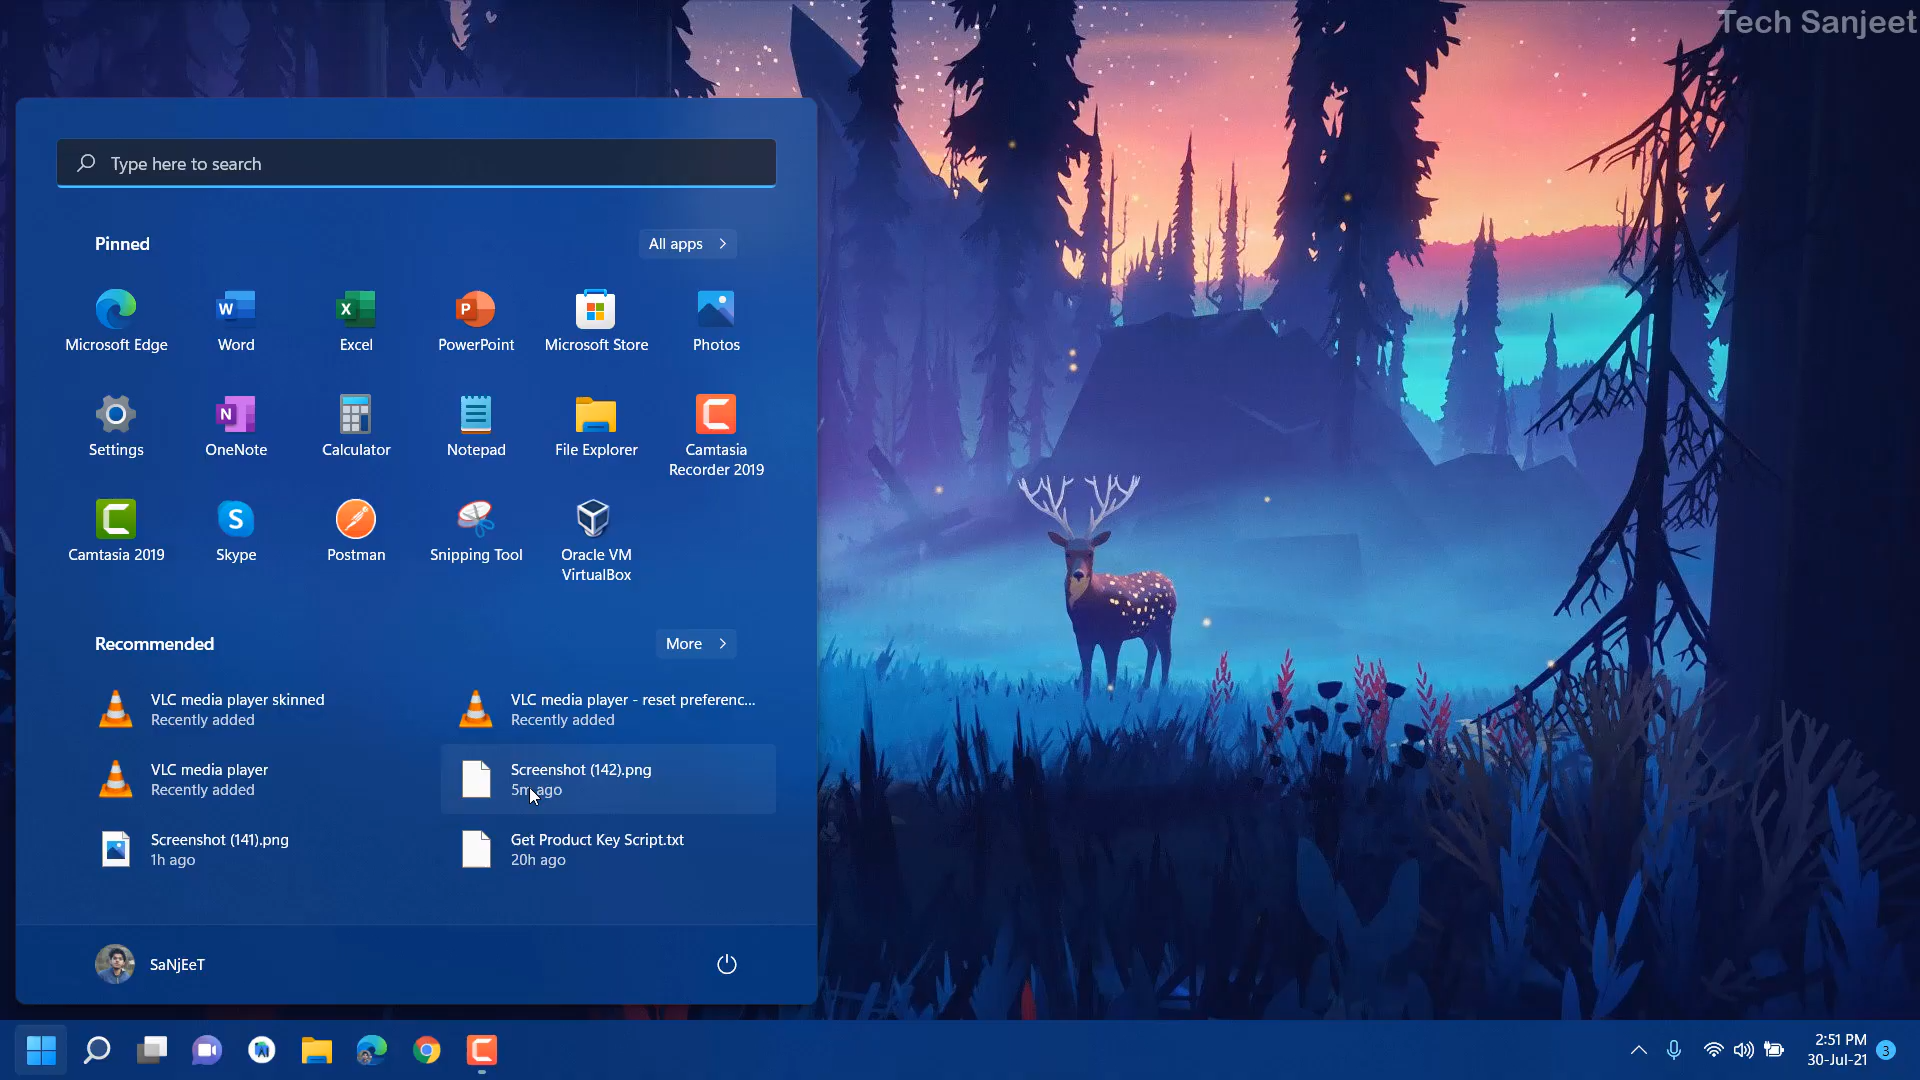 Tech Sanjeet
Type here to search
Pinned
All apps
Microsoft Edge
Word
Excel
PowerPoint
Microsoft Store
Photos
Settings
OneNote
Calculator
Notepad
File Explorer
Camtasia
Recorder 2019
Camtasia 2019
Skype
Postman
Snipping Tool
Oracle VM
VirtualBox
Recommended
More
VLC media player skinned
Recently added
VLC media player - reset preferenc...
Recently added
VLC media player
Recently added
Screenshot (142).png
5m ago
Screenshot (141).png
1h ago
Get Product Key Script.txt
20h ago
SaNjEeT
2:51 PM
30-Jul-21
3